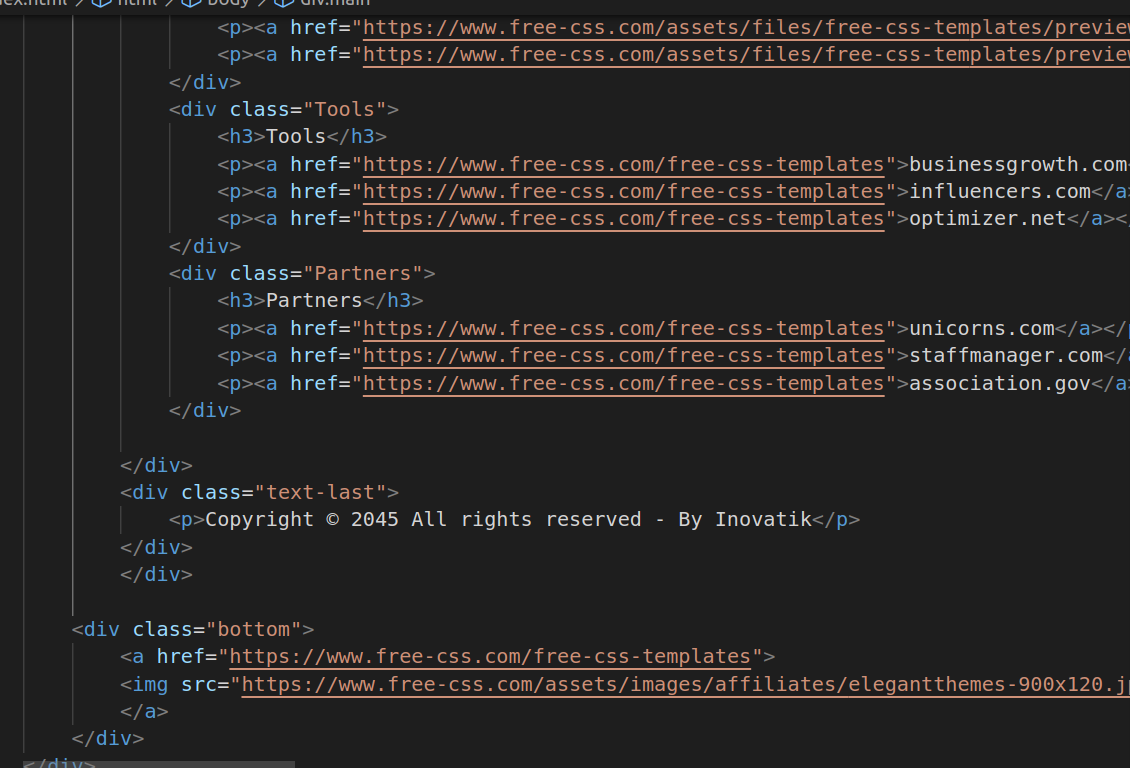 html
body
div.main
<p><a href="https://www.free-css.com/assets/files/free-css-templates/
<p><a href="https://www.free-css.com/assets/files/free-css-templates/
</div>
<div class="Tools">
<h3>Tools</h3>
<p><a href="https://www.free-css.com/free-css-templates">businessgrowth.com
<p><a href="https://www.free-css.com/free-css-templates">influencers.com</a>
<p><a href="https://www.free-css.com/free-css-templates">optimizer.net</a></
</div>
<div class="Partners">
<h3>Partners</h3>
<p><a href="https://www.free-css.com/free-css-templates">unicorns.com</a></
<p><a href="https://www.free-css.com/free-css-templates">staffmanager.com</
<p><a href="https://www.free-css.com/free-css-templates">association.gov</a>
</div>
</div>
<div class="text-last">
<p>Copyright © 2045 All rights reserved - By Inovatik</p>
</div>
</div>
<div class="bottom">
<a href="https://www.free-css.com/free-css-templates">
<img src="https://www.free-css.com/assets/images/affiliates/elegantthemes-900x120.
</a>
</div>
</div>